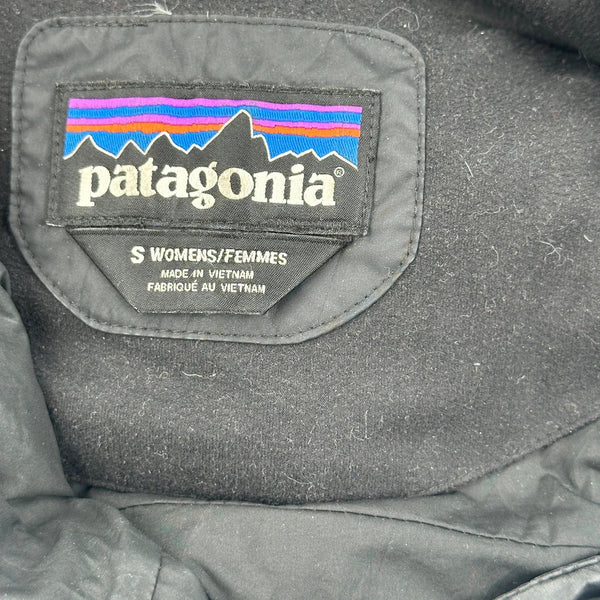 patagonia®
S WOMENS/FEMMES
MADE IN VIETNAM
FABRIQUÉ AU VIETNAM